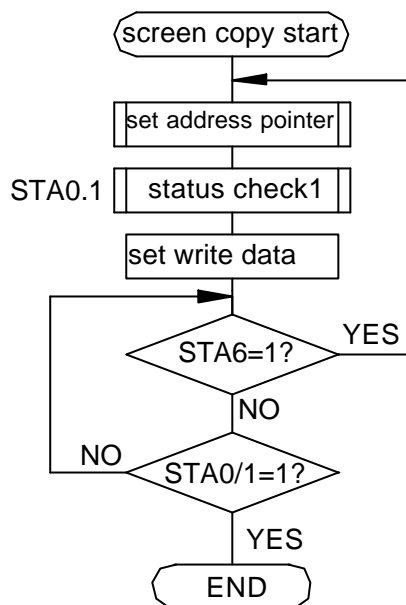 screen copy start
set address pointer
STA0.1
status check1
set write data
STA6=1?
YES
NO
STA0/1=1?
NO
YES
END